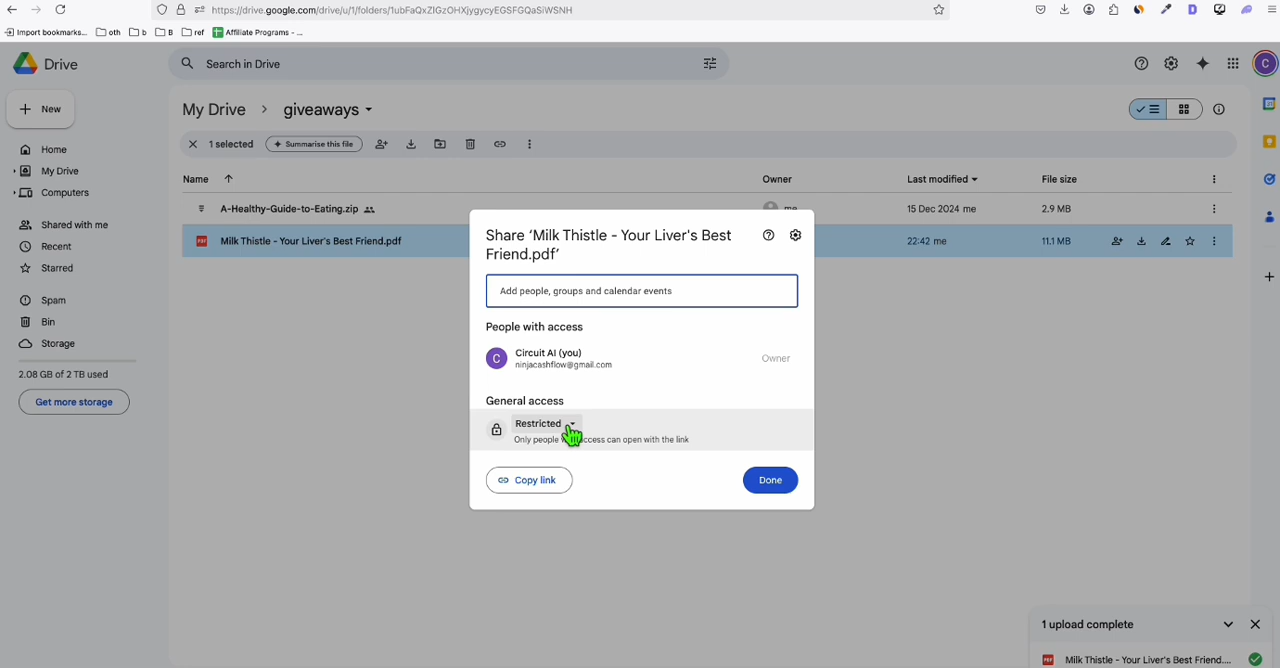 https://drive.google.com/drive/u/1/folders/1ubFaQxZIGzOHXjygycyEGSFGQaSiWSNH
Import bookmarks...
oth
b
B
ref
Affiliate Programs - ...
Drive
Search in Drive
C
New
My Drive
giveaways
1 selected
Summarise this file
Home
My Drive
Computers
Shared with me
Recent
Starred
Spam
Bin
Storage
2.08 GB of 2 TB used
Get more storage
Name
Owner
Last modified
File size
A-Healthy-Guide-to-Eating.zip
me
15 Dec 2024 me
2.9 MB
PDF
Milk Thistle - Your Liver's Best Friend.pdf
22:42 me
11.1 MB
Share ‘Milk Thistle - Your Liver's Best
Friend.pdf’
Add people, groups and calendar events
People with access
C
Circuit AI (you)
ninjacashflow@gmail.com
Owner
General access
Restricted
Only people access can open with the link
Copy link
Done
1 upload complete
PDF
Milk Thistle - Your Liver's Best Friend....